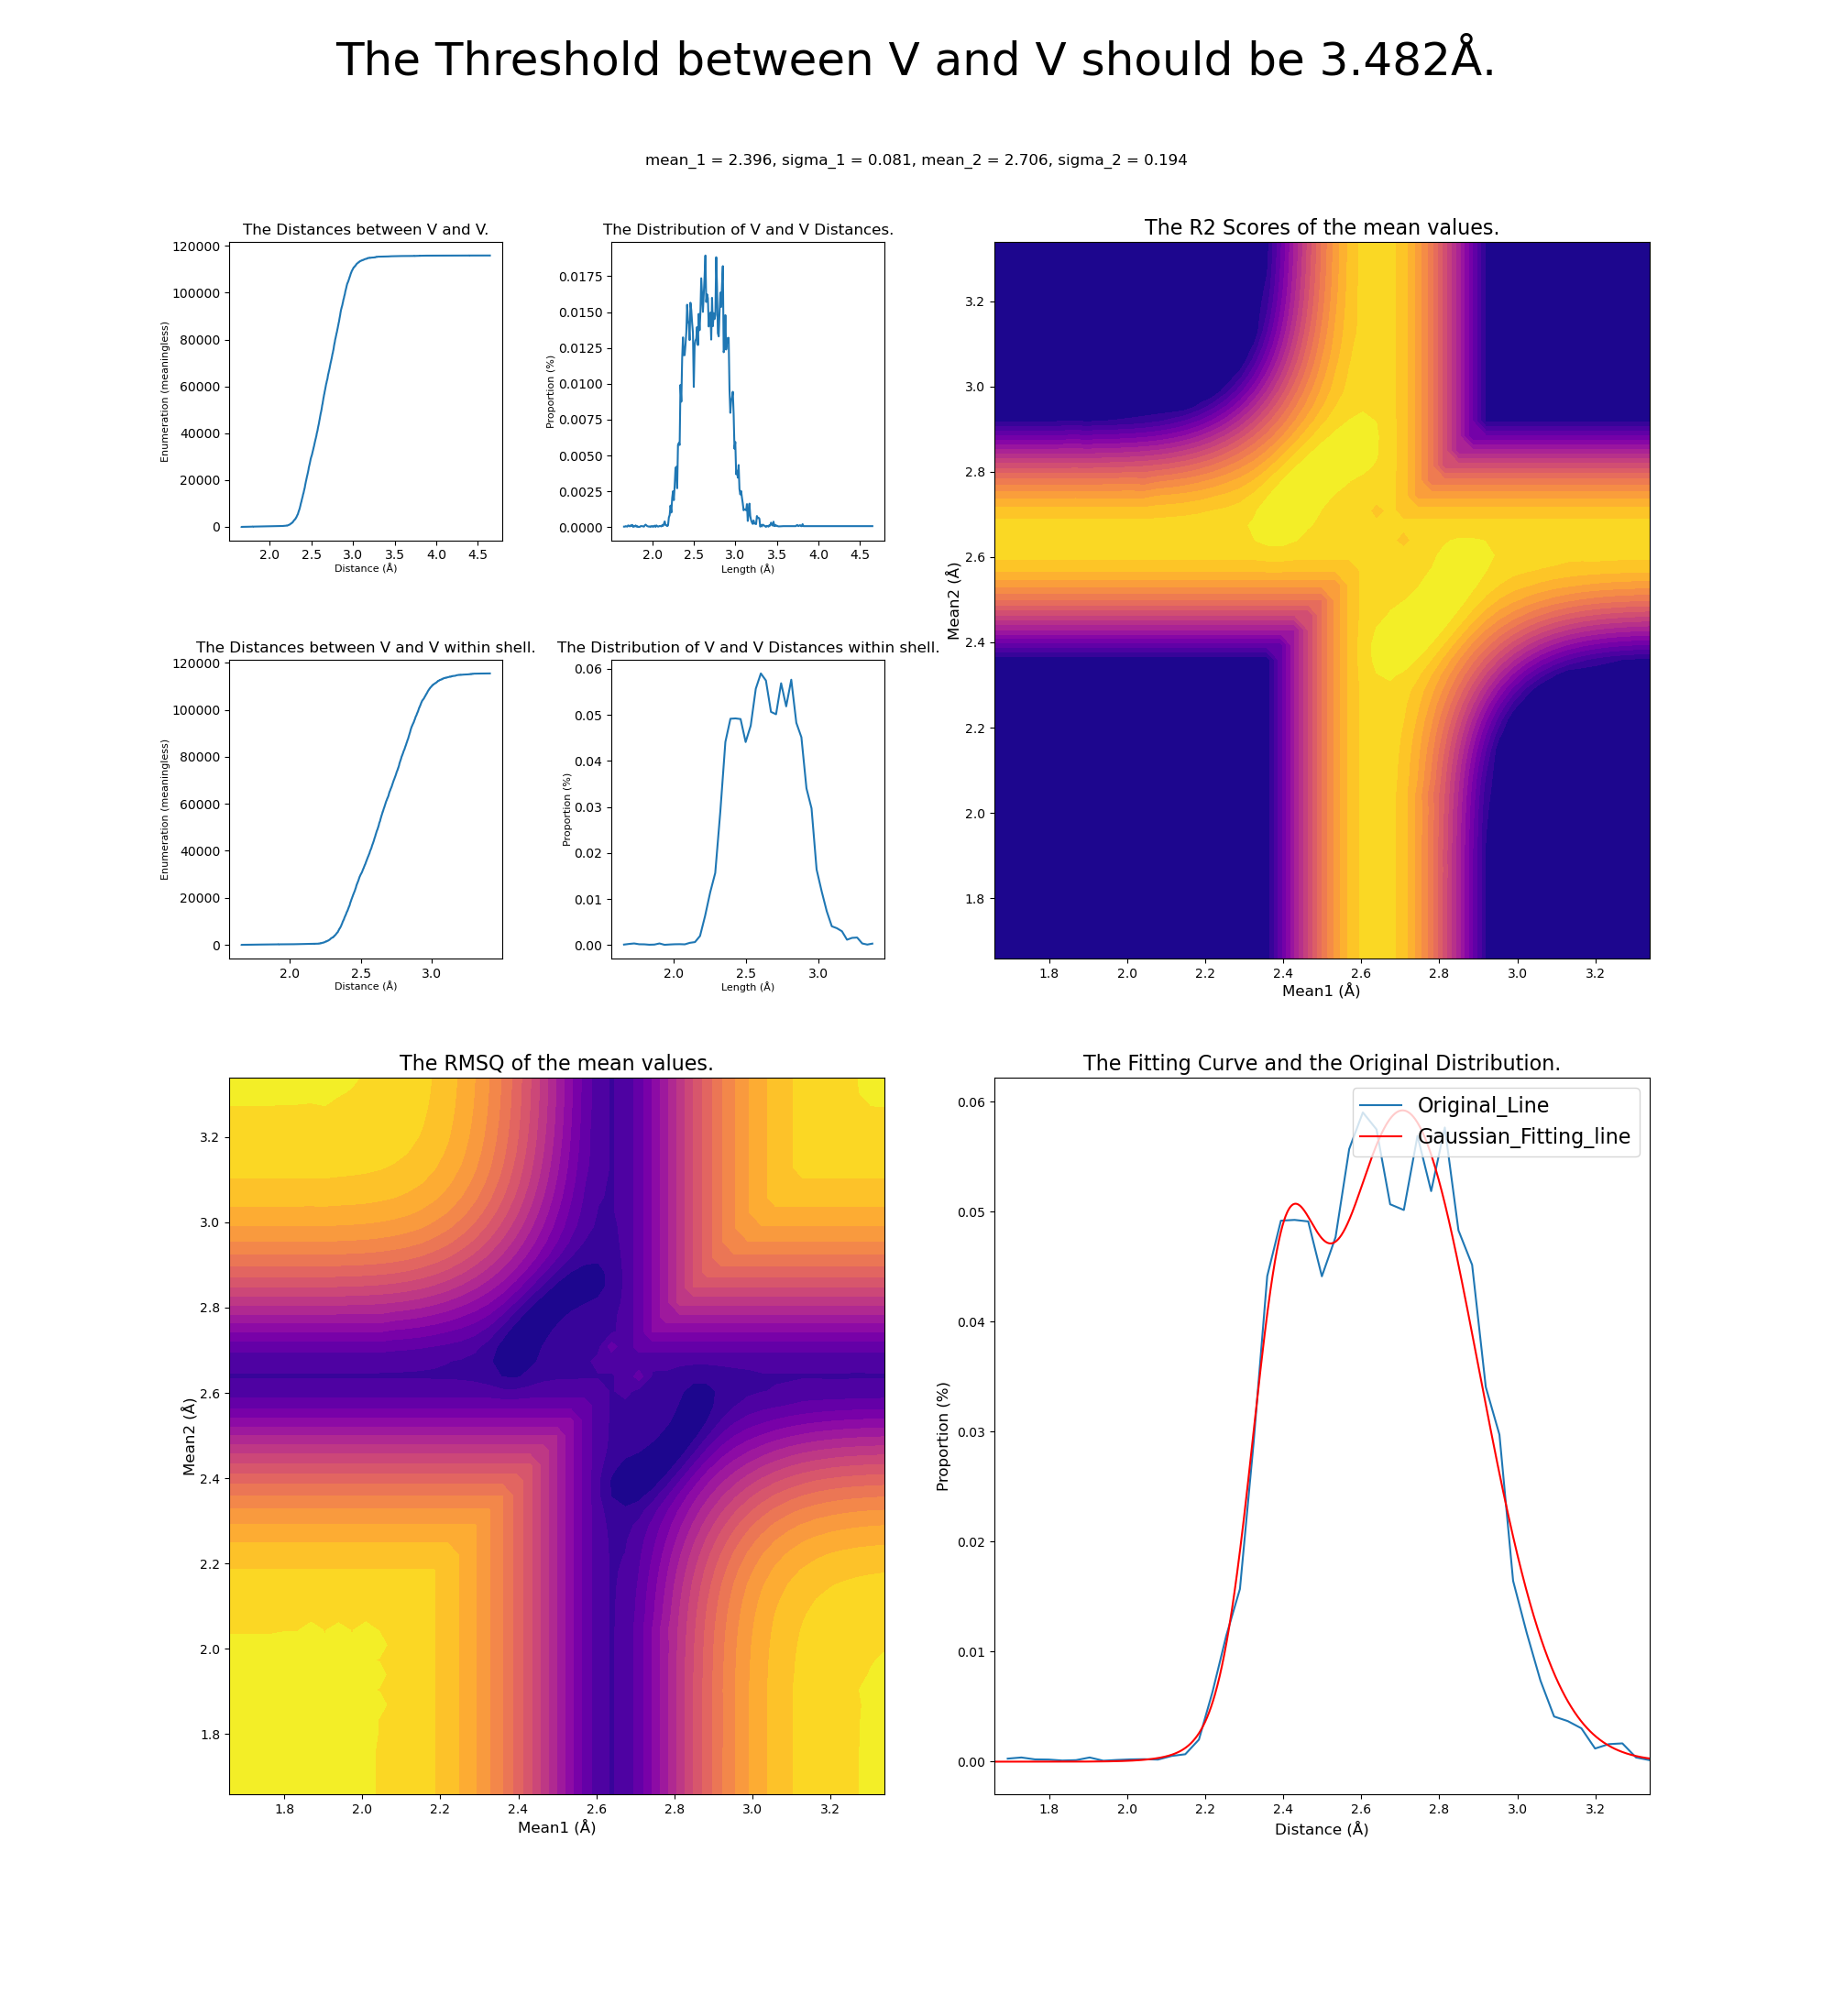 The Threshold between V and V should be 3.482Å.
mean_1 = 2.396, sigma_1 = 0.081, mean_2 = 2.706, sigma_2 = 0.194
The Distances between V and V.
120000
100000
80000
60000
40000
20000
0
Enumeration (meaningless)
2.0 2.5 3.0 3.5 4.0 4.5
Distance (Å)
The Distribution of V and V Distances.
0.0175
0.0150
0.0125
0.0100
0.0075
0.0050
0.0025
0.0000
Proportion (%)
2.0 2.5 3.0 3.5 4.0 4.5
Length (Å)
The R2 Scores of the mean values.
3.2
3.0
2.8
2.6
2.4
2.2
2.0
1.8
Mean2 (Å)
1.8 2.0 2.2 2.4 2.6 2.8 3.0 3.2
Mean1 (Å)
The Distances between V and V within shell.
120000
100000
80000
60000
40000
20000
0
Enumeration (meaningless)
2.0 2.5 3.0
Distance (Å)
The Distribution of V and V Distances within shell.
0.06
0.05
0.04
0.03
0.02
0.01
0.00
Proportion (%)
2.0 2.5 3.0
Length (Å)
The RMSQ of the mean values.
3.2
3.0
2.8
2.6
2.4
2.2
2.0
1.8
Mean2 (Å)
1.8 2.0 2.2 2.4 2.6 2.8 3.0 3.2
Mean1 (Å)
The Fitting Curve and the Original Distribution.
Original_Line
Gaussian_Fitting_line
0.06
0.05
0.04
0.03
0.02
0.01
0.00
Proportion (%)
1.8 2.0 2.2 2.4 2.6 2.8 3.0 3.2
Distance (Å)